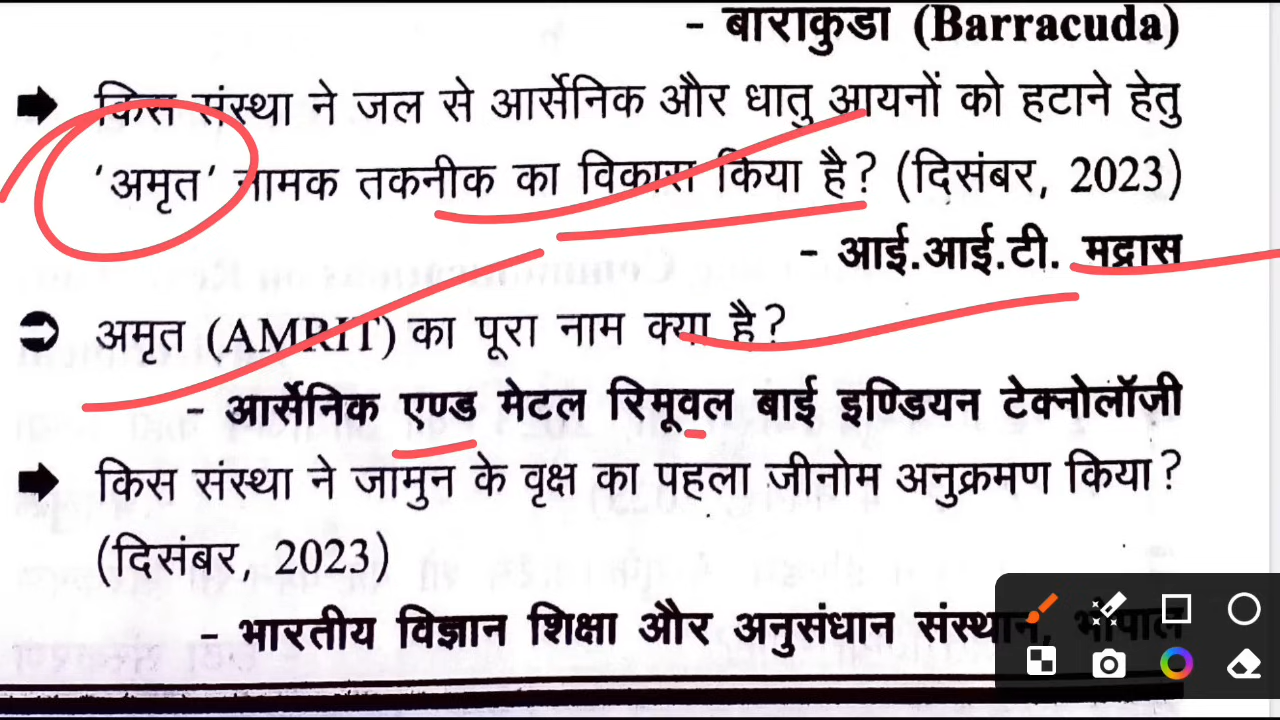 - बाराकुडा (Barracuda)
➡ किस संस्था ने जल से आर्सेनिक और धातु आयनों को हटाने हेतु
'अमृत' नामक तकनीक का विकास किया है? (दिसंबर, 2023)
- आई.आई.टी. मद्रास
➲ अमृत (AMRIT) का पूरा नाम क्या है?
- आर्सेनिक एण्ड मेटल रिमूवल बाई इण्डियन टेक्नोलॉजी
➡ किस संस्था ने जामुन के वृक्ष का पहला जीनोम अनुक्रमण किया?
(दिसंबर, 2023)
- भारतीय विज्ञान शिक्षा और अनुसंधान संस्थान, भोपाल